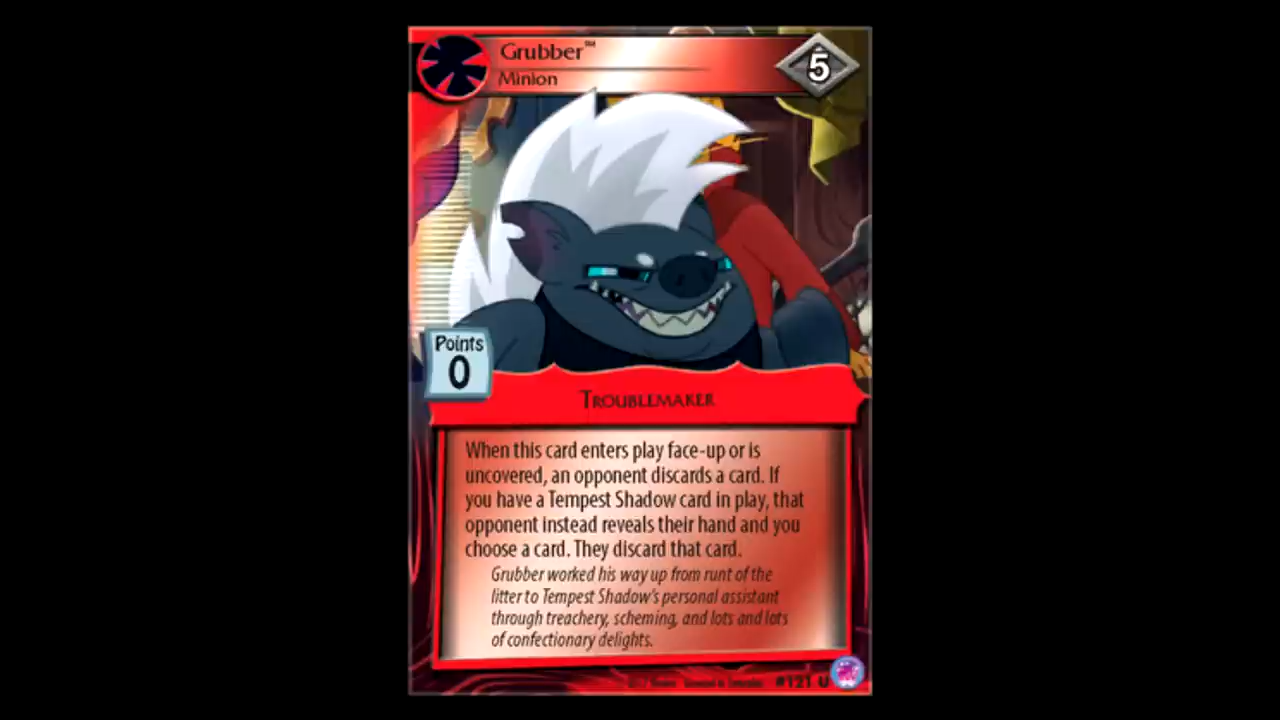 Grubber™
Minion
5
Points
0
Troublemaker
When this card enters play face-up or is
uncovered, an opponent discards a card. If
you have a Tempest Shadow card in play, that
opponent instead reveals their hand and you
choose a card. They discard that card.
Grubber worked his way up from runt of the
litter to Tempest Shadow's personal assistant
through treachery, scheming, and lots and lots
of confectionary delights.
#121 U